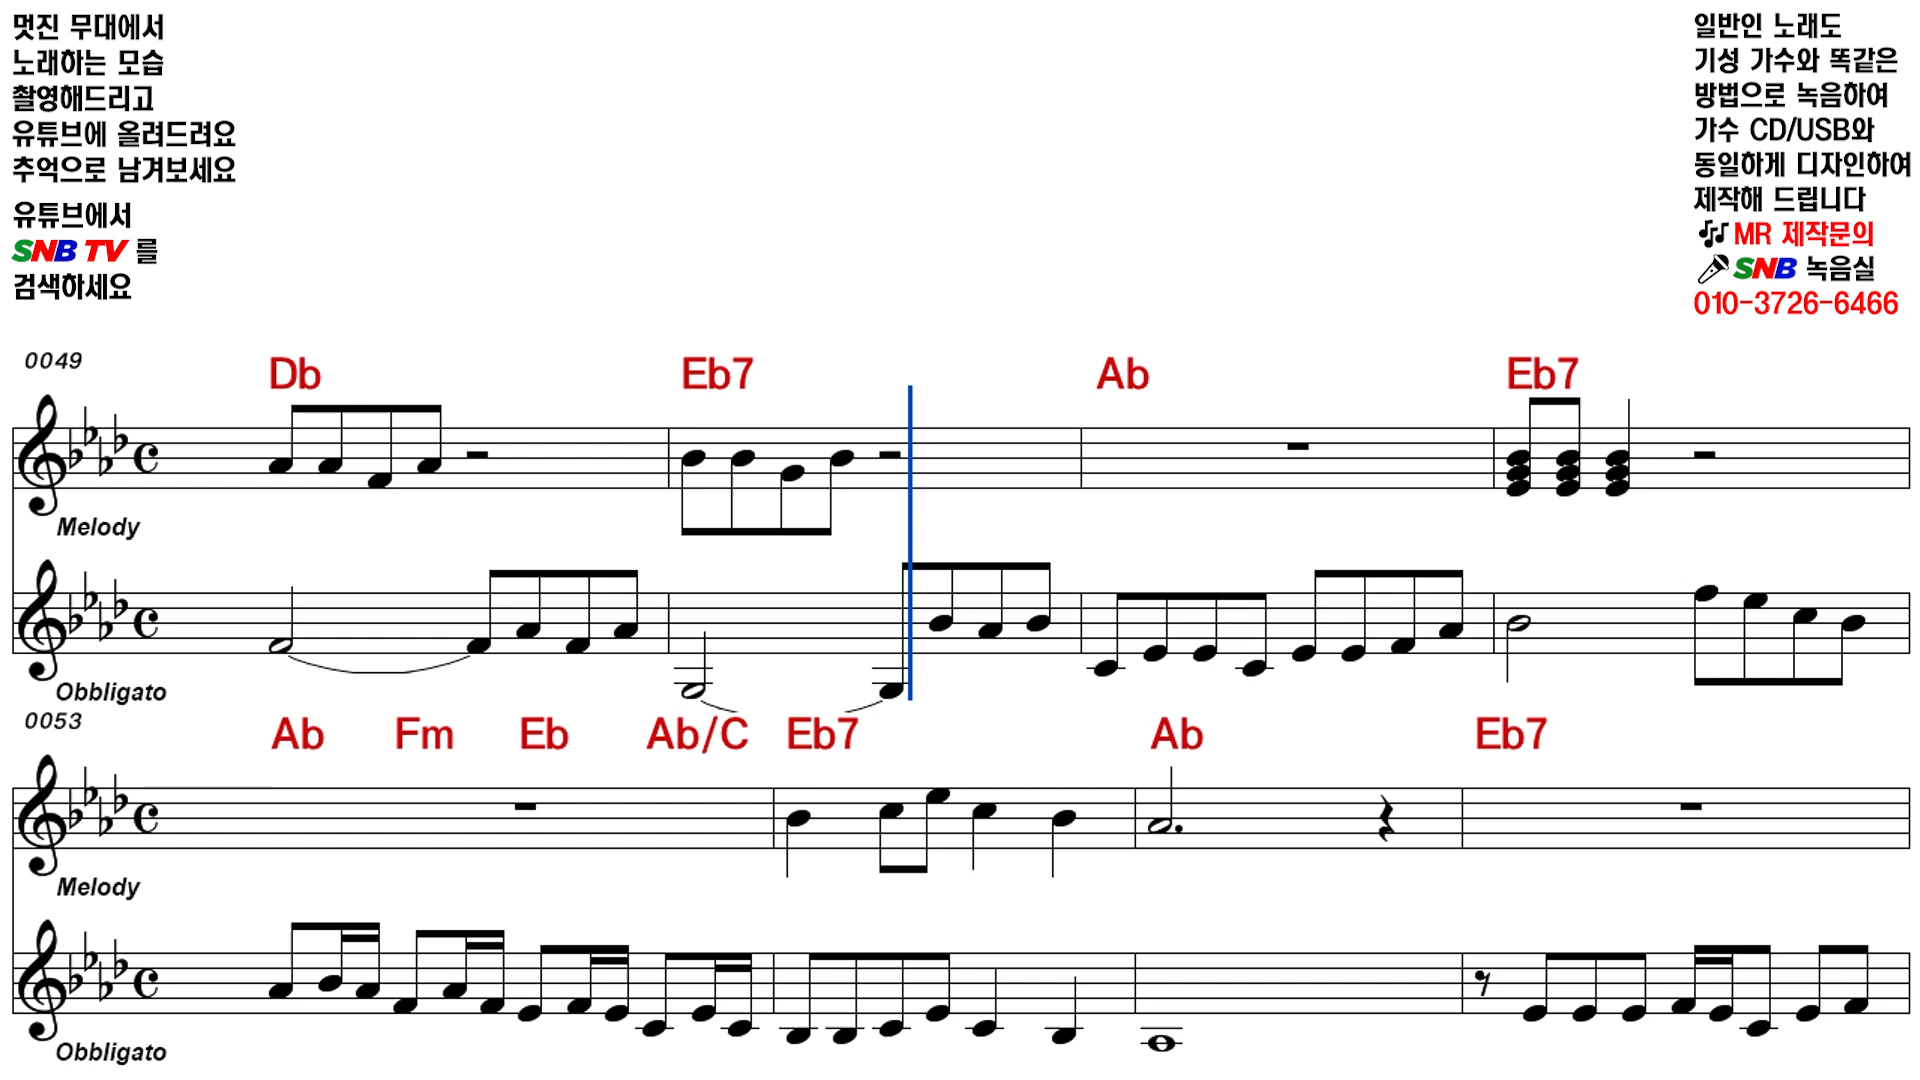 멋진 무대에서
노래하는 모습
촬영해드리고
유튜브에 올려드려요
추억으로 남겨보세요
유튜브에서
SNB TV 를
검색하세요
일반인 노래도
기성 가수와 똑같은
방법으로 녹음하여
가수 CD/USB와
동일하게 디자인하여
제작해 드립니다
MR 제작문의
SNB 녹음실
010-3726-6466
0049
Db Eb7 Ab Eb7
Melody
Obbligato
0053
Ab Fm Eb Ab/C Eb7 Ab Eb7
Melody
Obbligato